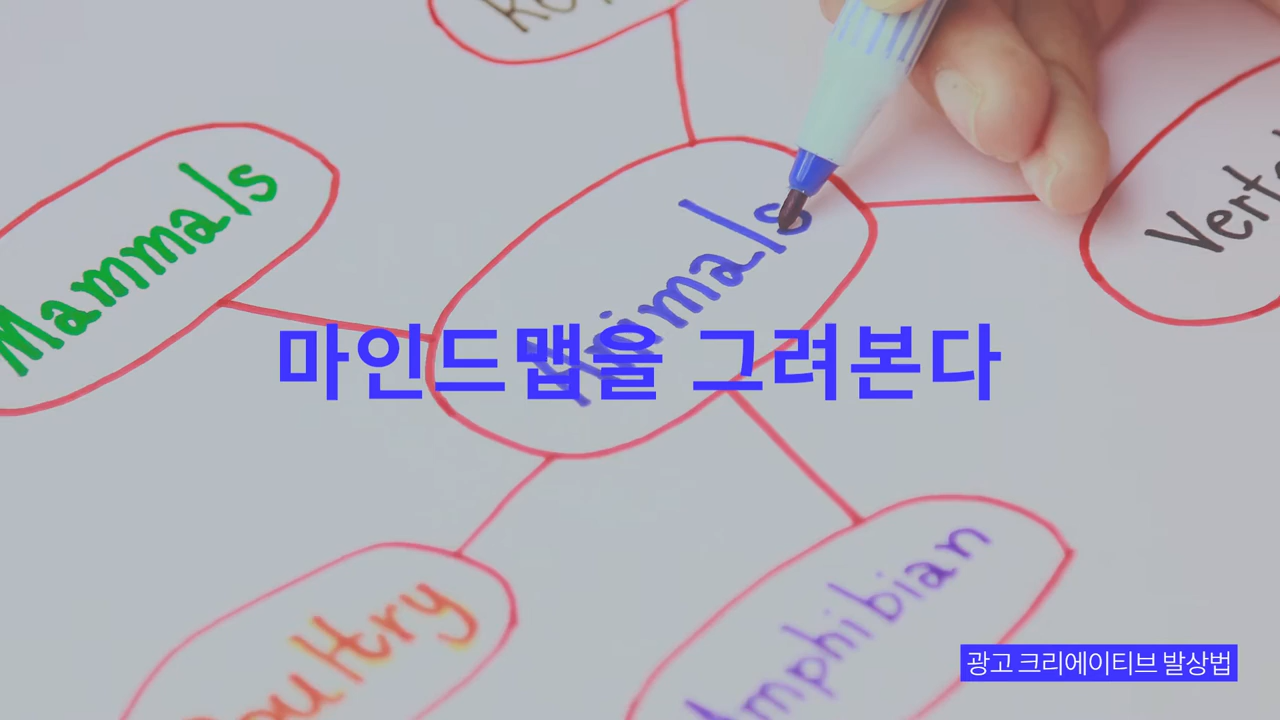 Mammals
Animals
마인드맵을 그려본다
Poultry
Amphibian
광고 크리에이티브 발상법